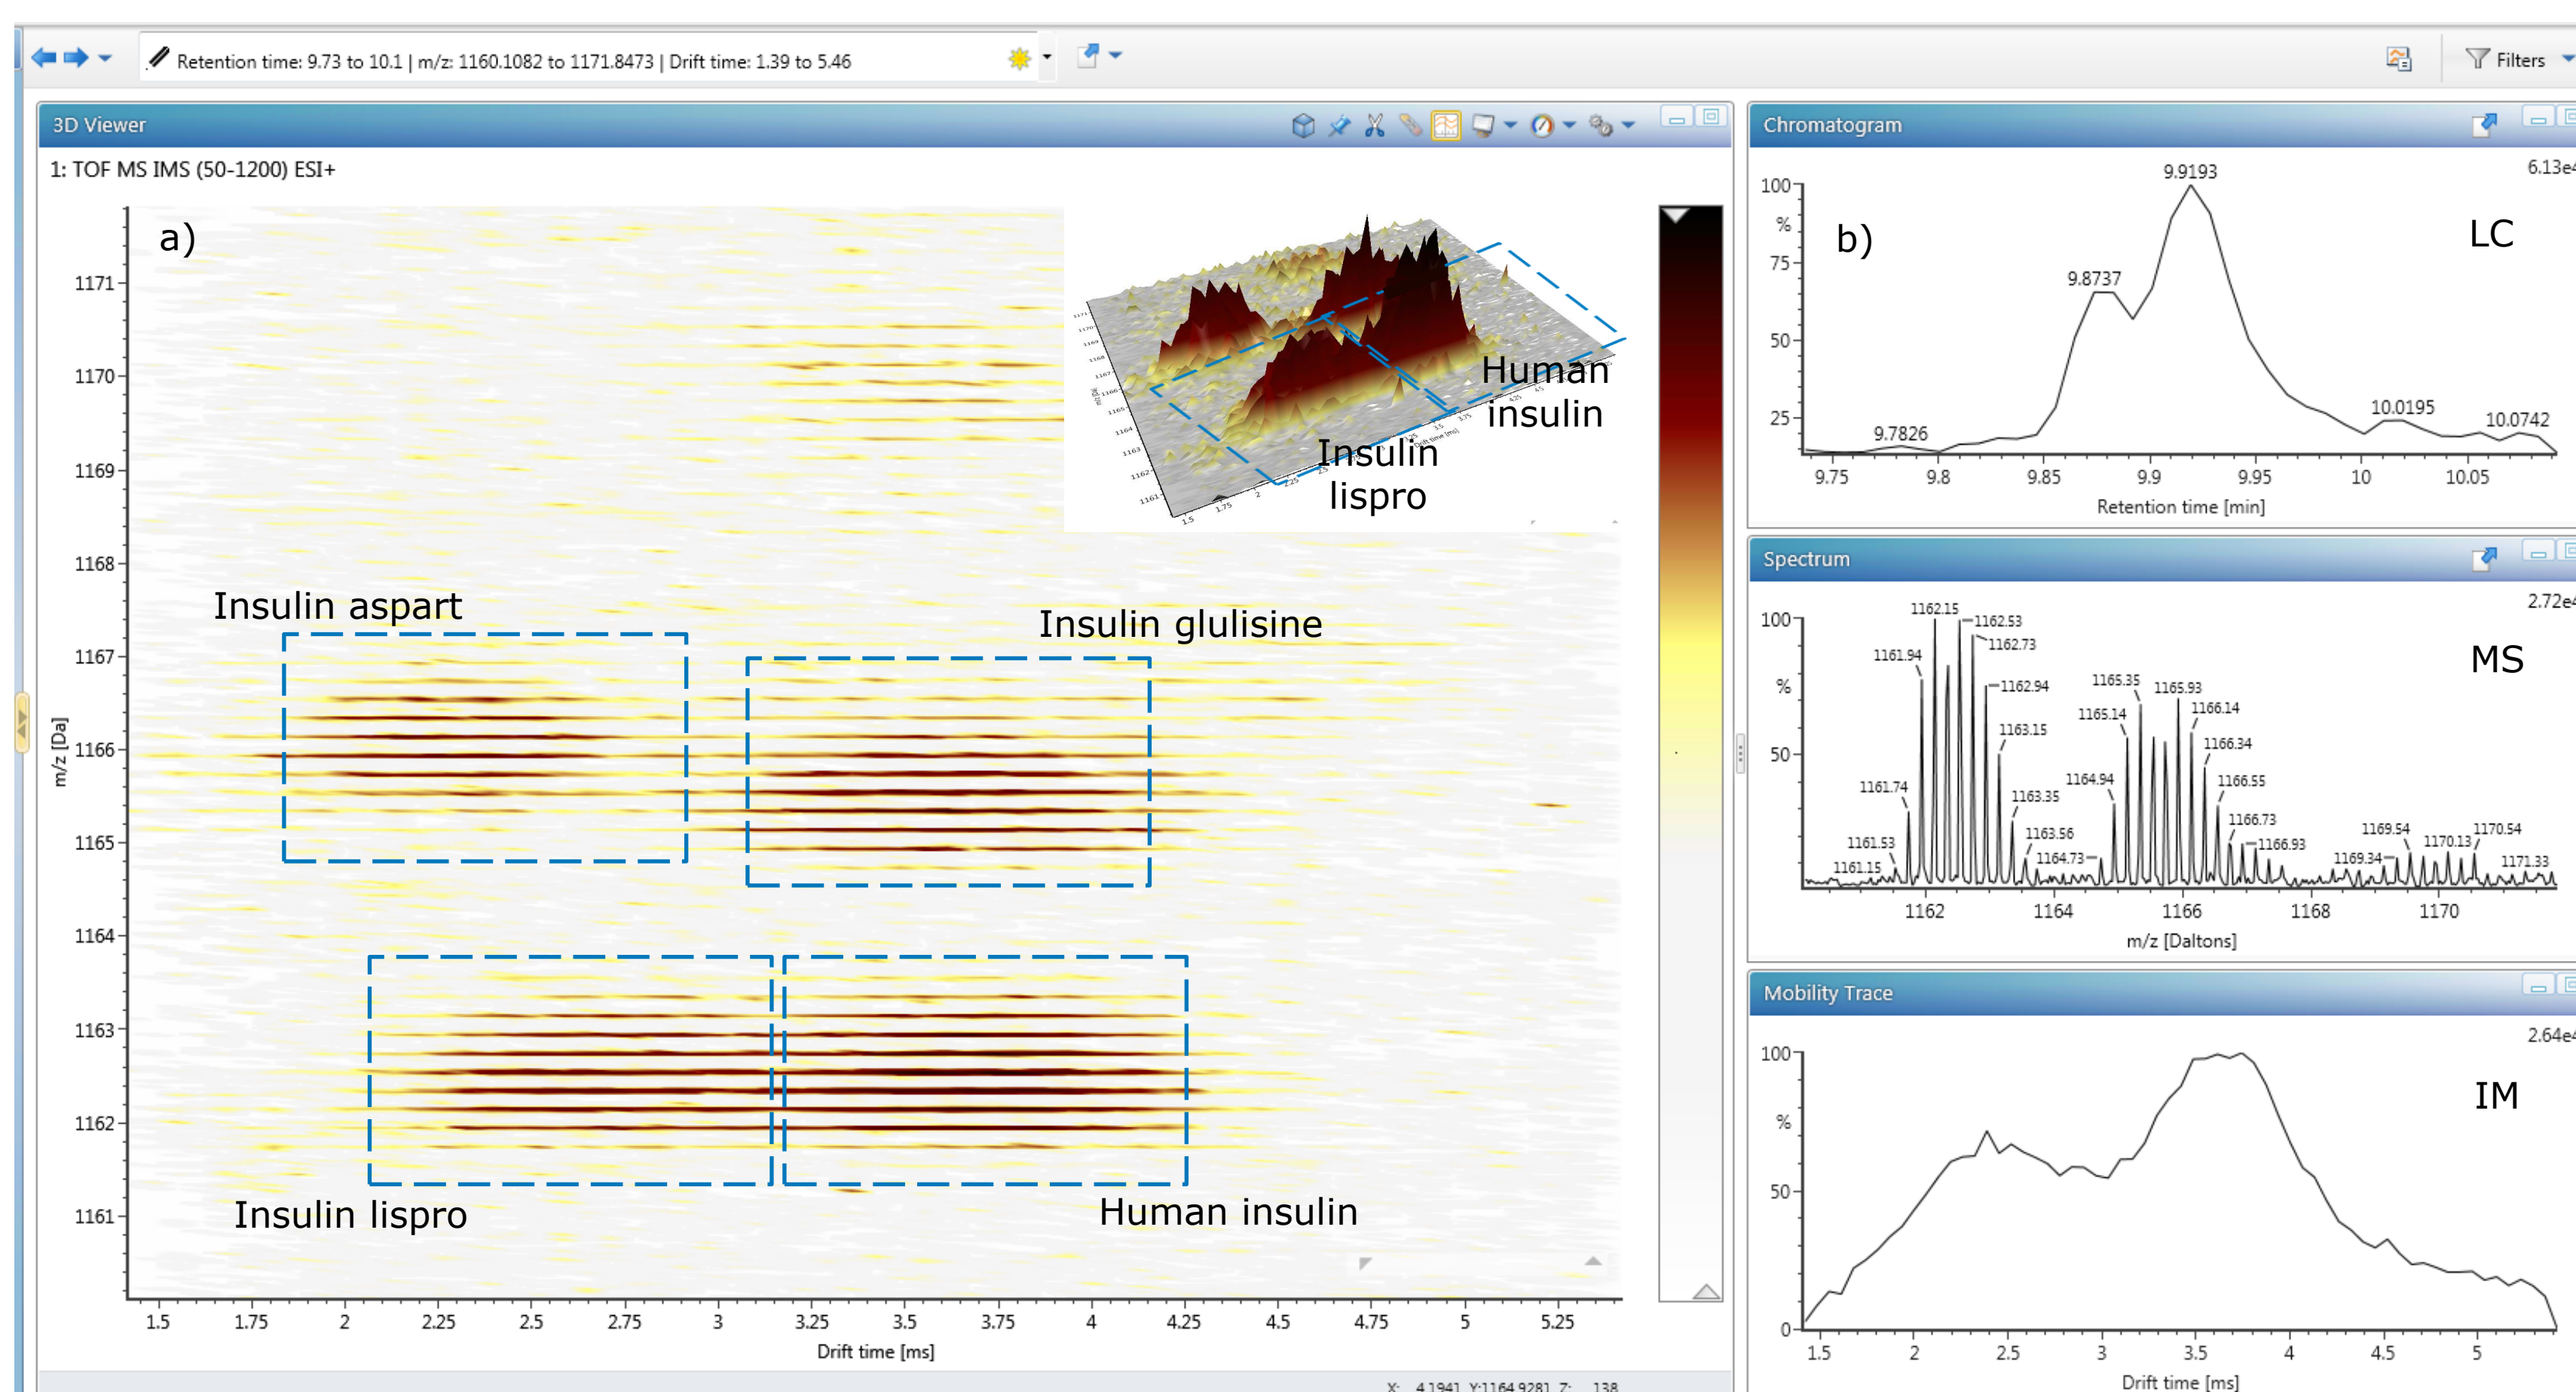 Retention time: 9.73 to 10.1 | m/z: 1160.1082 to 1171.8473 | Drift time: 1.39 to 5.46
Filters
3D Viewer
1: TOF MS IMS (50-1200) ESI+
a)
1171
1170
1169
1168
1167
1166
1165
1164
1163
1162
1161
m/z [Da]
Human
insulin
Insulin
lispro
Insulin aspart
Insulin glulisine
Insulin lispro
Human insulin
1.5 1.75 2 2.25 2.5 2.75 3 3.25 3.5 3.75 4 4.25 4.5 4.75 5 5.25
Drift time [ms]
X: 4.1941 Y:1164.9281 Z: 138
Chromatogram
6.13e4
b)
LC
100
%
75
50
25
9.9193
9.8737
9.7826
10.0195
10.0742
9.75 9.8 9.85 9.9 9.95 10 10.05
Retention time [min]
Spectrum
2.72e4
MS
100
%
50
1162.15
1162.53
1162.73
1161.94
1162.94
1163.15
1161.74
1163.35
1161.53
1163.56
1161.15
1164.73
1164.94
1165.14
1165.35
1165.93
1166.14
1166.34
1166.55
1166.73
1166.93
1169.34
1169.54
1170.13
1170.54
1171.33
1162 1164 1166 1168 1170
m/z [Daltons]
Mobility Trace
2.64e4
IM
100
%
50
0
1.5 2 2.5 3 3.5 4 4.5 5
Drift time [ms]